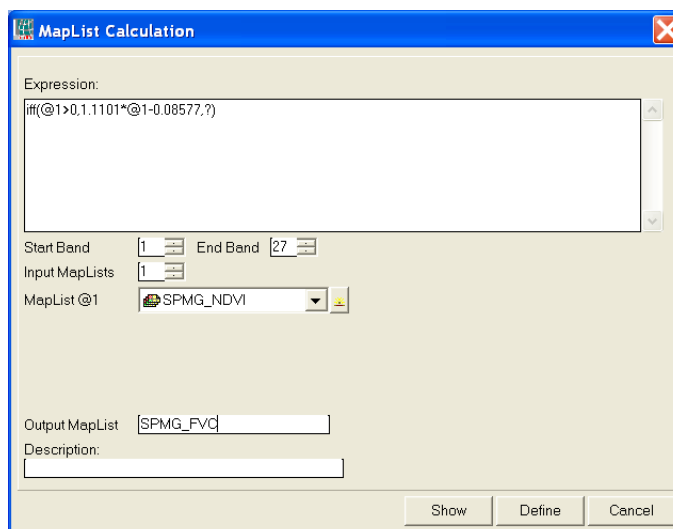 MapList Calculation
Expression:
iff(@1>0,1.1101*@1-0.08577,?)
Start Band 1 End Band 27
Input MapLists 1
MapList @1 SPMG_NDVI
Output MapList SPMG_FVC
Description:
Show Define Cancel